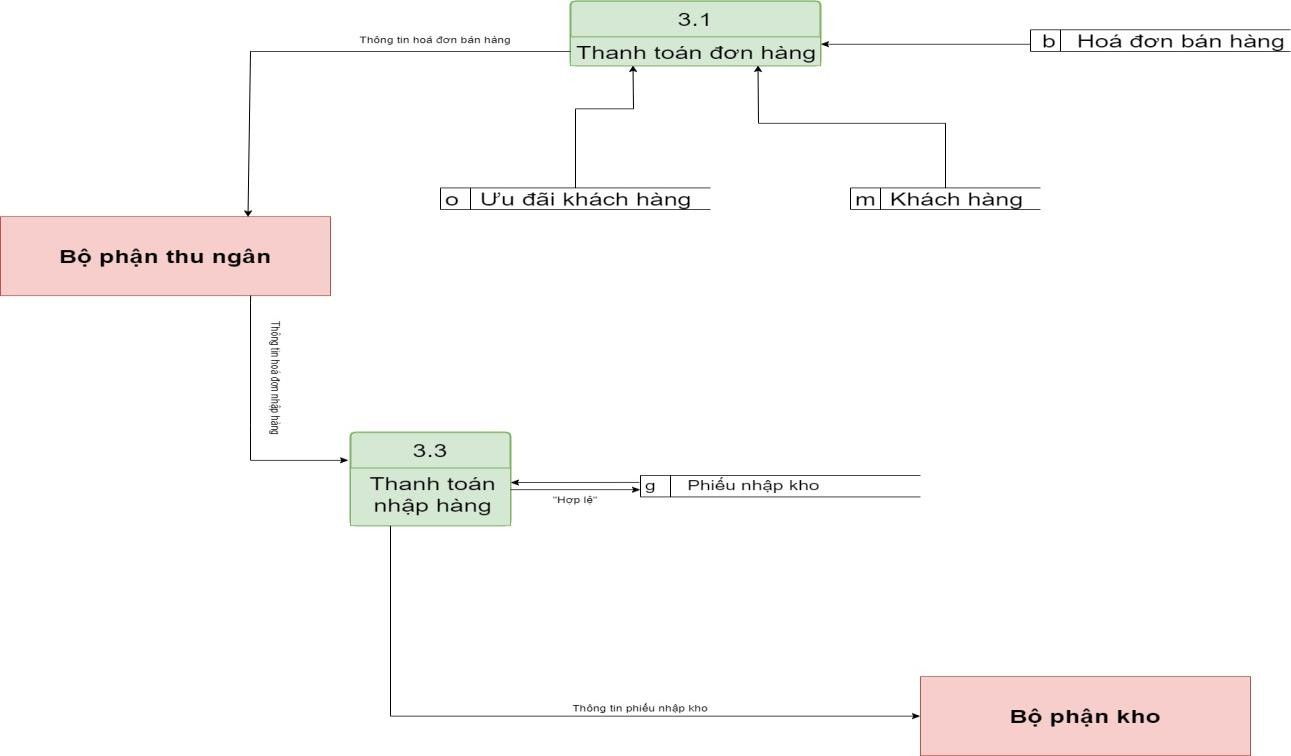 3.1
Thông tin hoá đơn bán hàng
Thanh toán đơn hàng
b Hoá đơn bán hàng
o Ưu đãi khách hàng
m Khách hàng
Bộ phận thu ngân
Thông tin hoá đơn nhập hàng
3.3
Thanh toán
nhập hàng
g Phiếu nhập kho
"Hợp lệ"
Thông tin phiếu nhập kho
Bộ phận kho